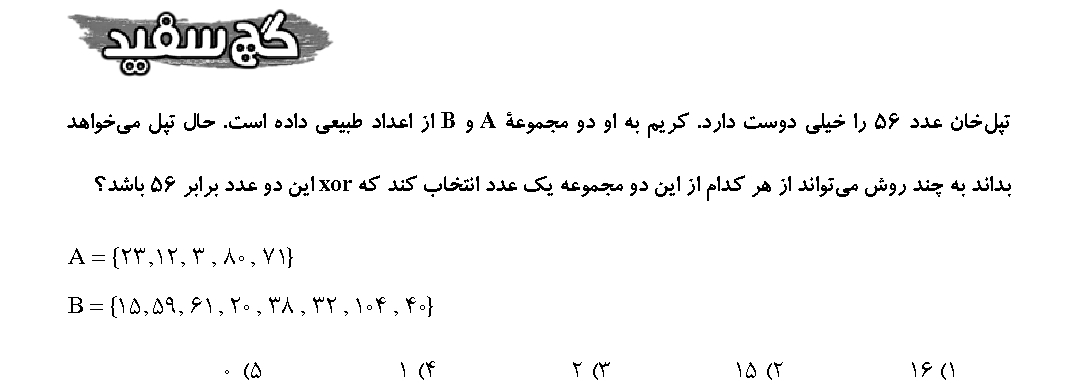 گچ سفید
تپل‌خان عدد ۵۶ را خیلی دوست دارد. کریم به او دو مجموعهٔ A و B از اعداد طبیعی داده است. حال تپل می‌خواهد
بداند به چند روش می‌تواند از هر کدام از این دو مجموعه یک عدد انتخاب کند که xor این دو عدد برابر ۵۶ باشد؟
A = {۲۳,۱۲, ۳ , ۸۰ , ۷۱}
B = {۱۵,۵۹, ۶۱ , ۲۰ , ۳۸ , ۳۲ , ۱۰۴ , ۴۰}
۱) ۱۶ ۲) ۱۵ ۳) ۲ ۴) ۱ ۵) ۰